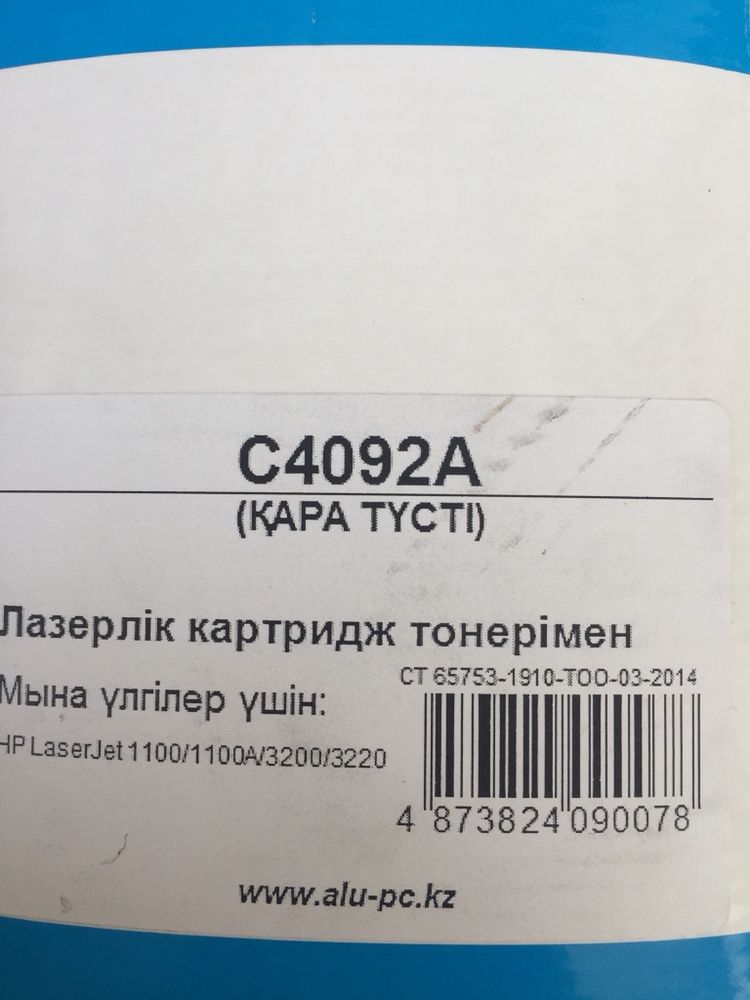 C4092A
(ҚАРА ТҮСТІ)
Лазерлік картридж тонерімен
Мына үлгілер үшін:
HP LaserJet 1100/1100A/3200/3220
СТ 65753-1910-ТОО-03-2014
4 873824 090078
www.alu-pc.kz